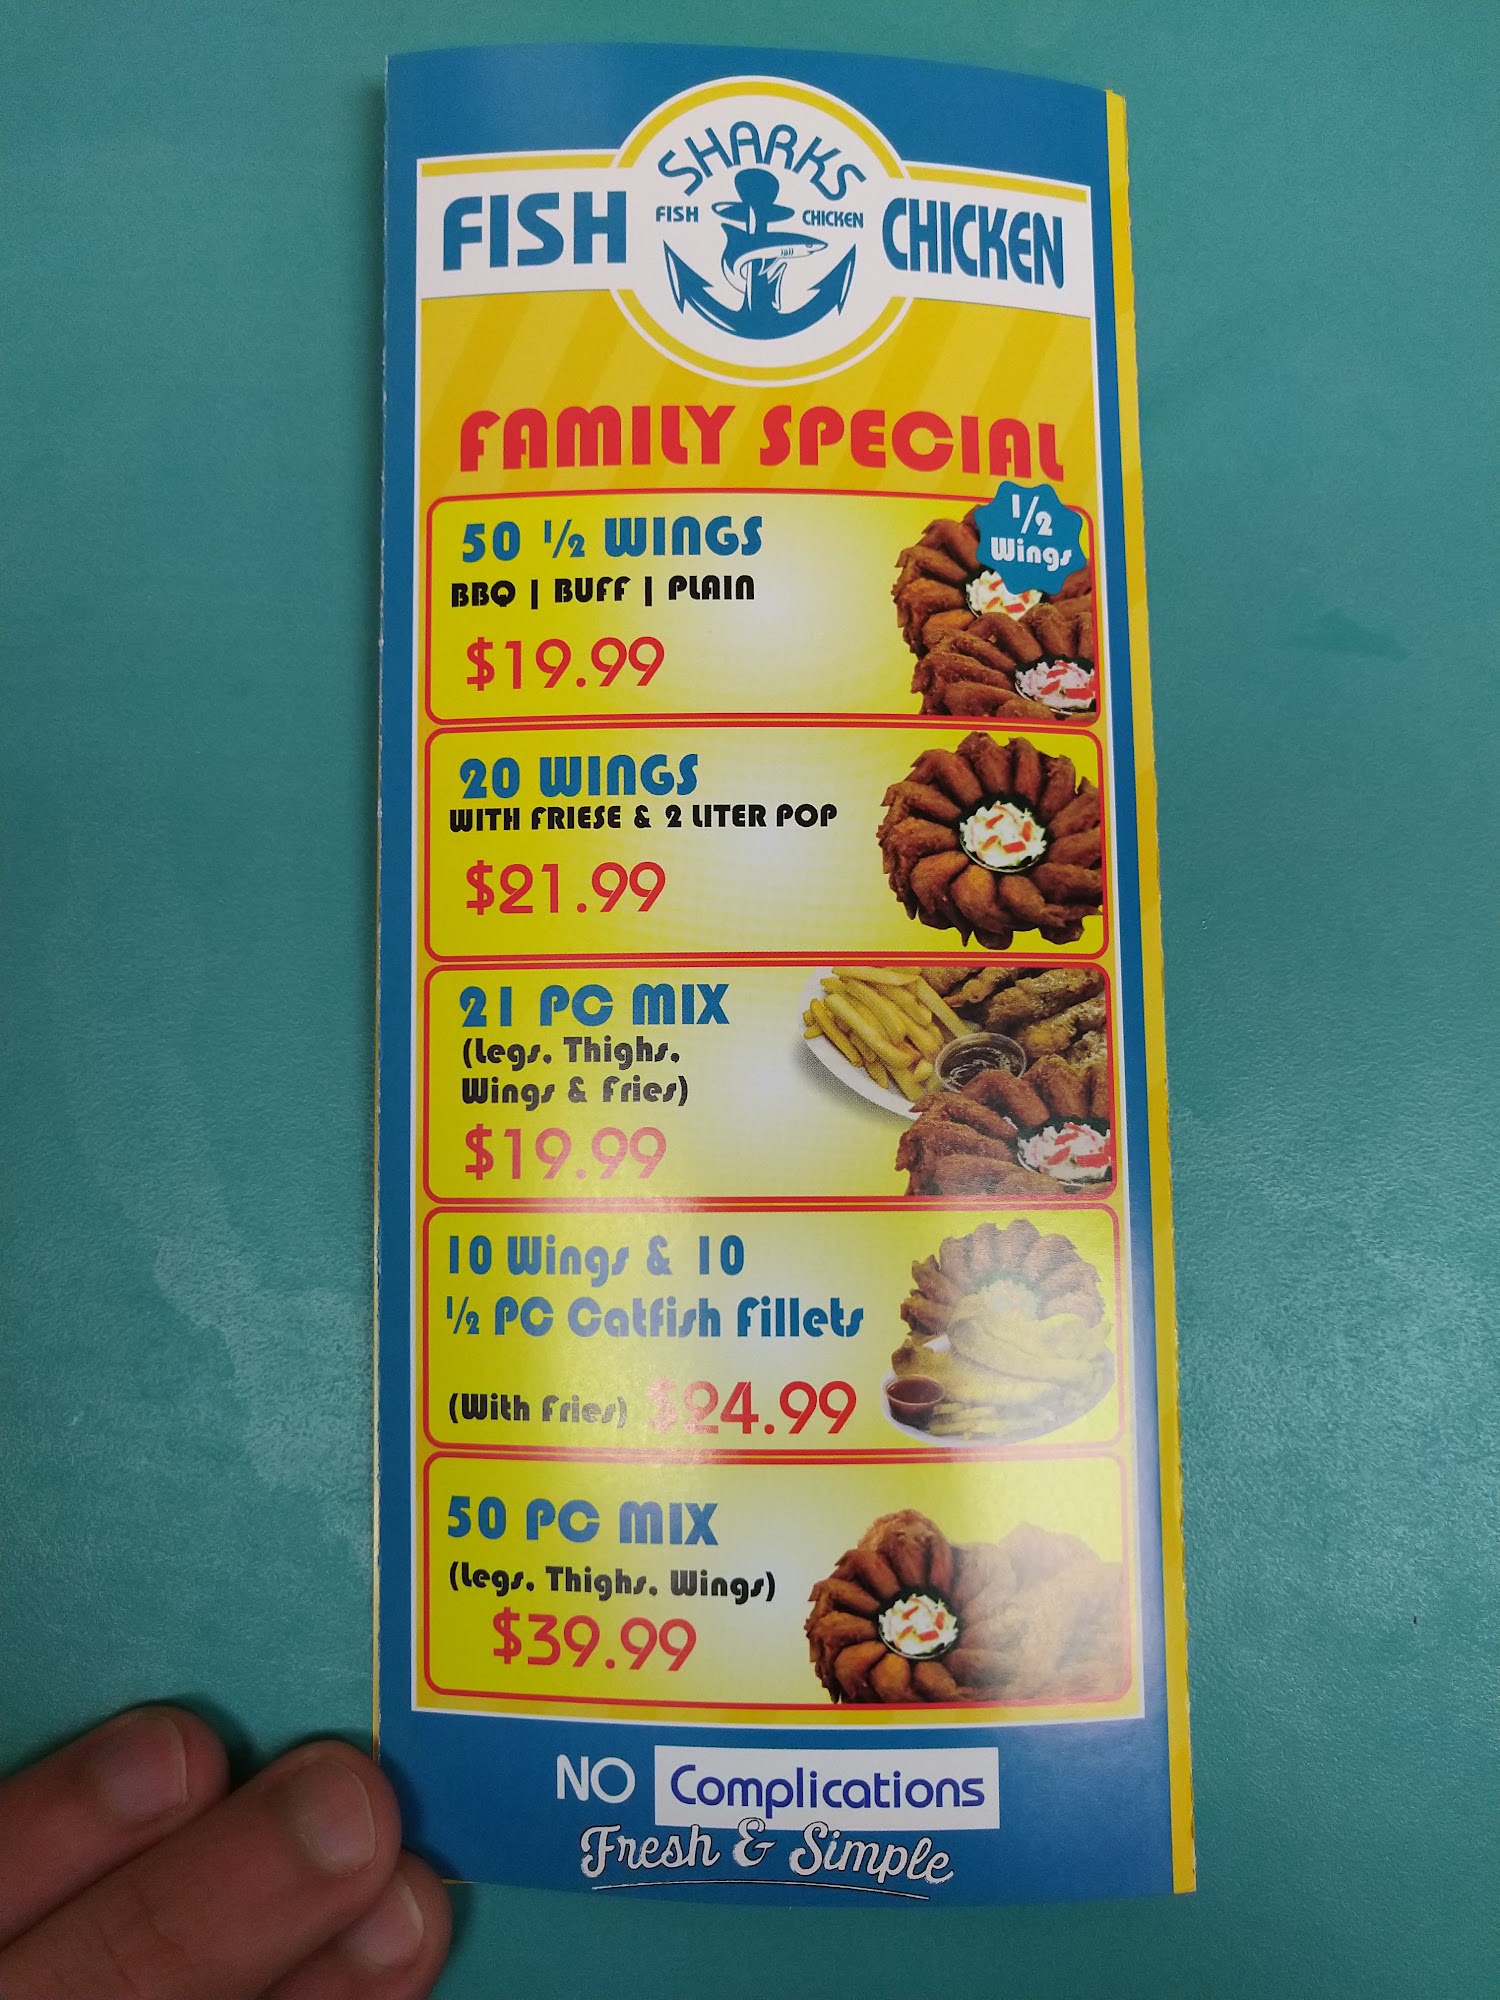 SHARKS
FISH CHICKEN
FISH CHICKEN
FAMILY SPECIAL
50 ½ WINGS
BBQ | BUFF | PLAIN
$19.99
½
Wings
20 WINGS
WITH FRIESE & 2 LITER POP
$21.99
21 PC MIX
(Legs, Thighs,
Wings & Fries)
$19.99
10 Wings & 10
½ PC Catfish Fillets
(With Fries) $24.99
50 PC MIX
(Legs, Thighs, Wings)
$39.99
NO Complications
Fresh & Simple